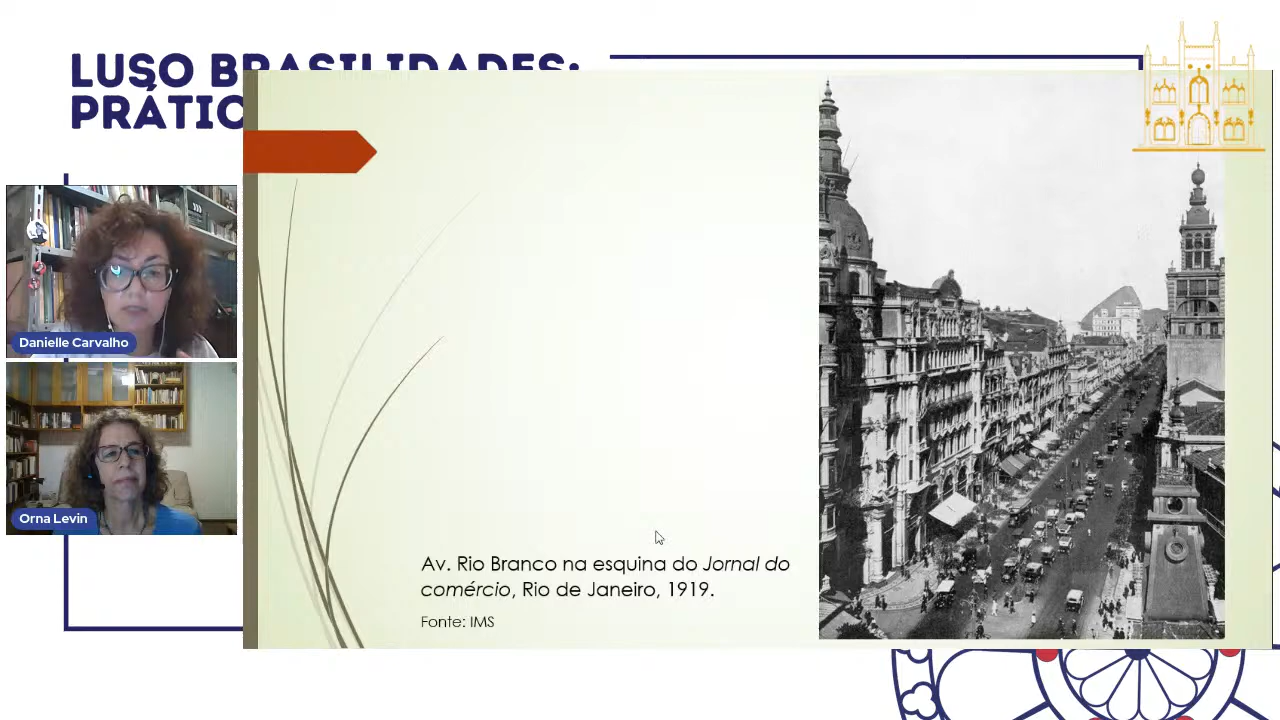 LUSO BRASILIDADES:
PRÁTIC
Danielle Carvalho
Orna Levin
Av. Rio Branco na esquina do Jornal do
comércio, Rio de Janeiro, 1919.
Fonte: IMS